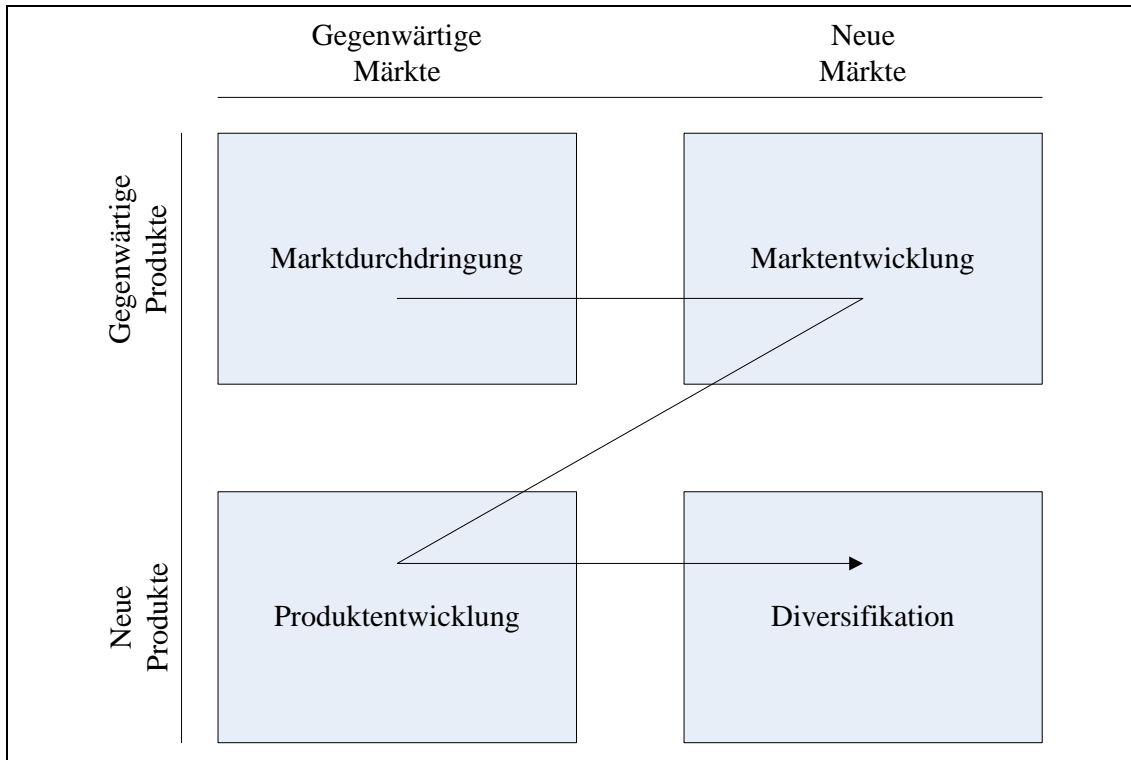 Gegenwärtige
Märkte
Neue
Märkte
Gegenwärtige
Produkte
Marktdurchdringung
Marktentwicklung
Neue
Produkte
Produktentwicklung
Diversifikation